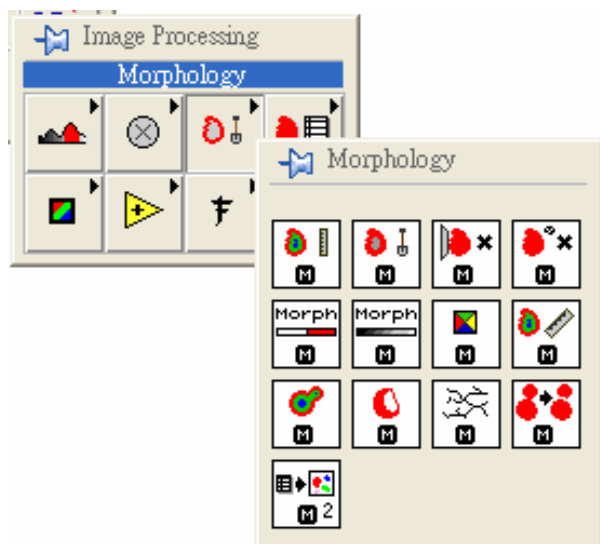 Image Processing
Morphology
Morphology
M M M M
Morph Morph
M M M M
M M M M
M 2